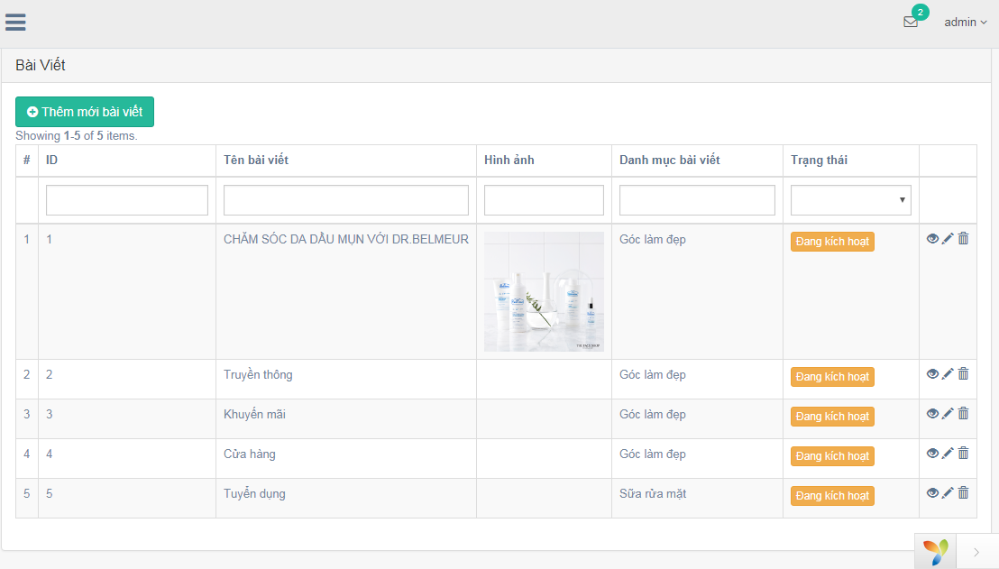 2
admin
Bài Viết
Thêm mới bài viết
Showing 1-5 of 5 items.
# ID Tên bài viết Hình ảnh Danh mục bài viết Trạng thái
1 1 CHĂM SÓC DA DẦU MỤN VỚI DR.BELMEUR Góc làm đẹp Đang kích hoạt
THE FACE SHOP
2 2 Truyền thông Góc làm đẹp Đang kích hoạt
3 3 Khuyến mãi Góc làm đẹp Đang kích hoạt
4 4 Cửa hàng Góc làm đẹp Đang kích hoạt
5 5 Tuyển dụng Sữa rửa mặt Đang kích hoạt